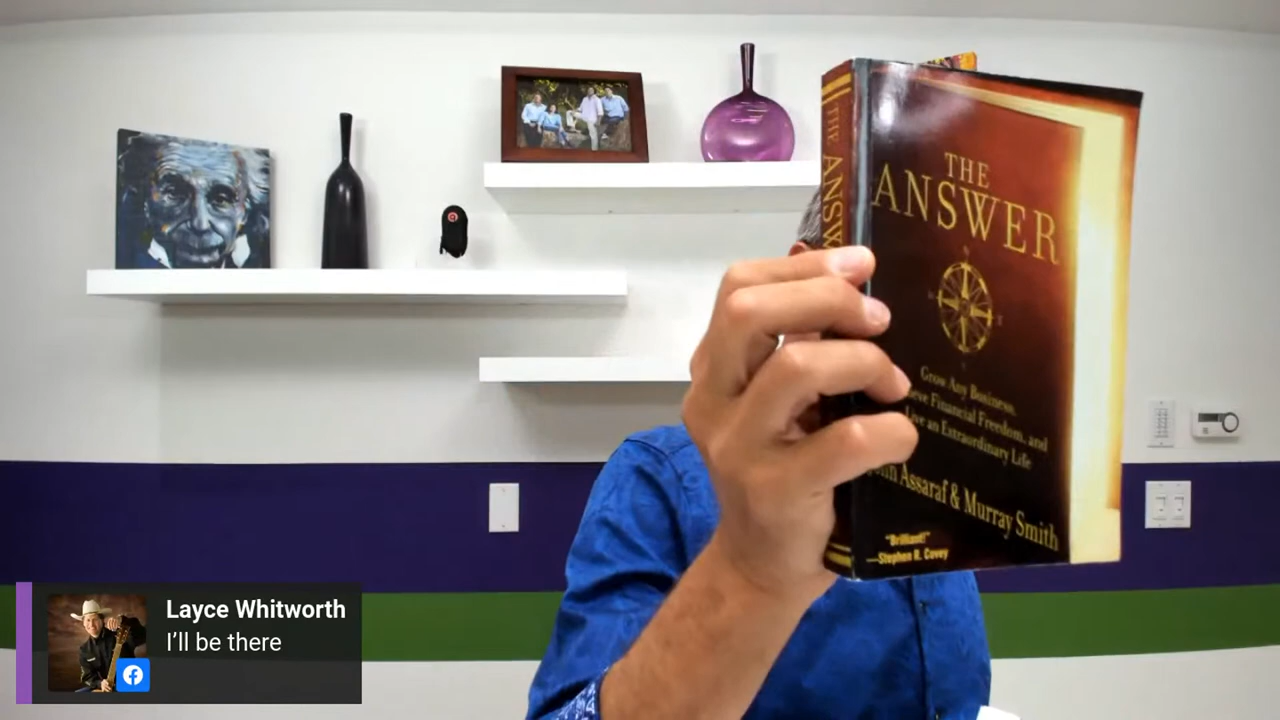 THE ANSW
THE
ANSWER
Grow Any Business,
Financial Freedom, and
Live an Extraordinary Life
Assaraf & Murray Smith
"Brilliant!"
—Stephen R. Covey
Layce Whitworth
I'll be there